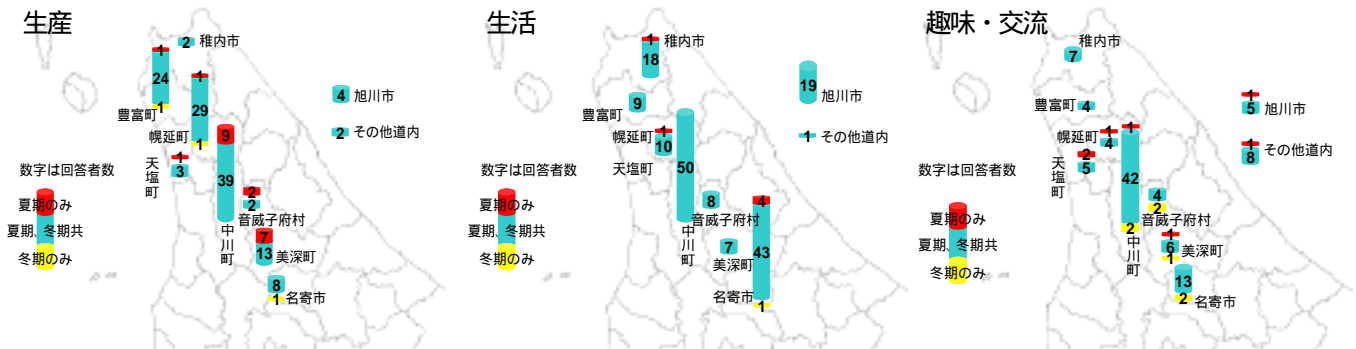 生産
1
24
1
豊富町
2
稚内市
1
29
1
幌延町
1
3
天塩町
9
39
中川町
2
2
音威子府村
7
13
美深町
8
1
名寄市
4
旭川市
2
その他道内
数字は回答者数
夏期のみ
夏期、冬期共
冬期のみ
生活
1
18
稚内市
9
豊富町
1
10
幌延町
天塩町
50
中川町
8
音威子府村
7
美深町
4
43
1
名寄市
19
旭川市
1
その他道内
数字は回答者数
夏期のみ
夏期、冬期共
冬期のみ
趣味・交流
稚内市
7
豊富町
4
幌延町
1
4
天塩町
2
5
1
42
2
中川町
4
2
音威子府村
1
6
1
美深町
13
2
名寄市
1
5
旭川市
1
8
その他道内
数字は回答者数
夏期のみ
夏期、冬期共
冬期のみ